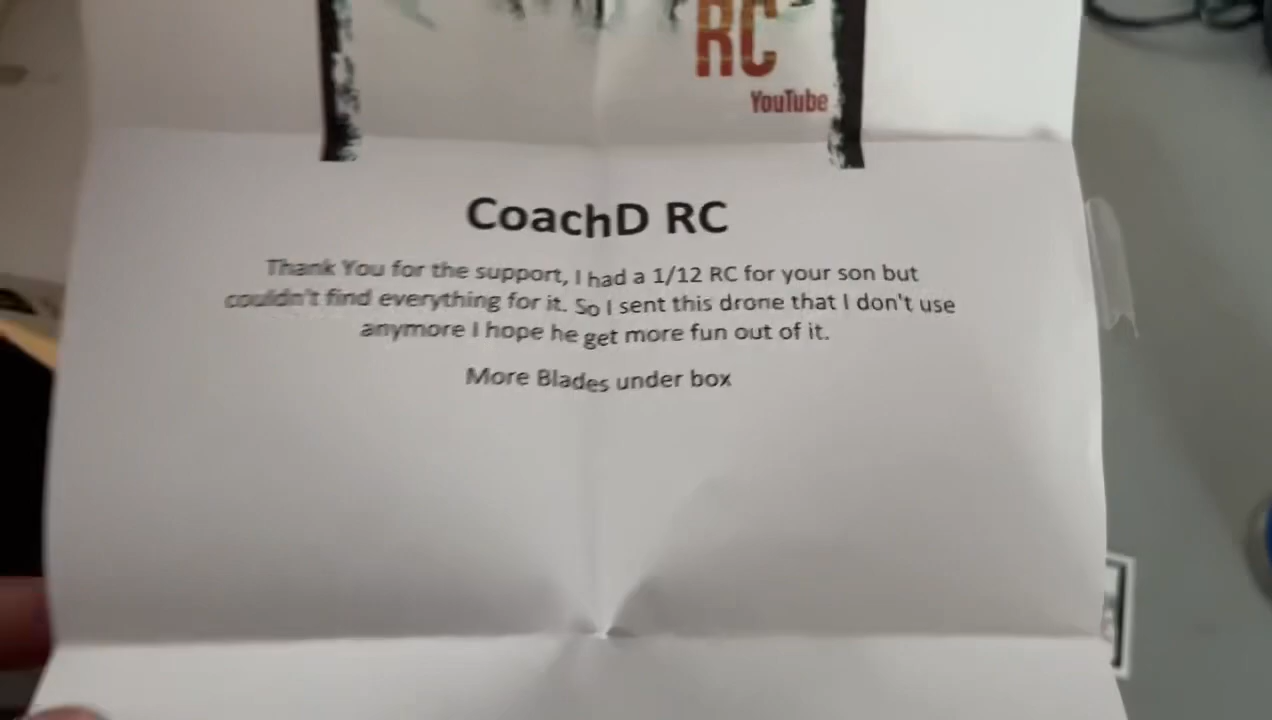 RC
YouTube
CoachD RC
Thank You for the support, I had a 1/12 RC for your son but
couldn't find everything for it. So I sent this drone that I don't use
anymore I hope he get more fun out of it.
More Blades under box